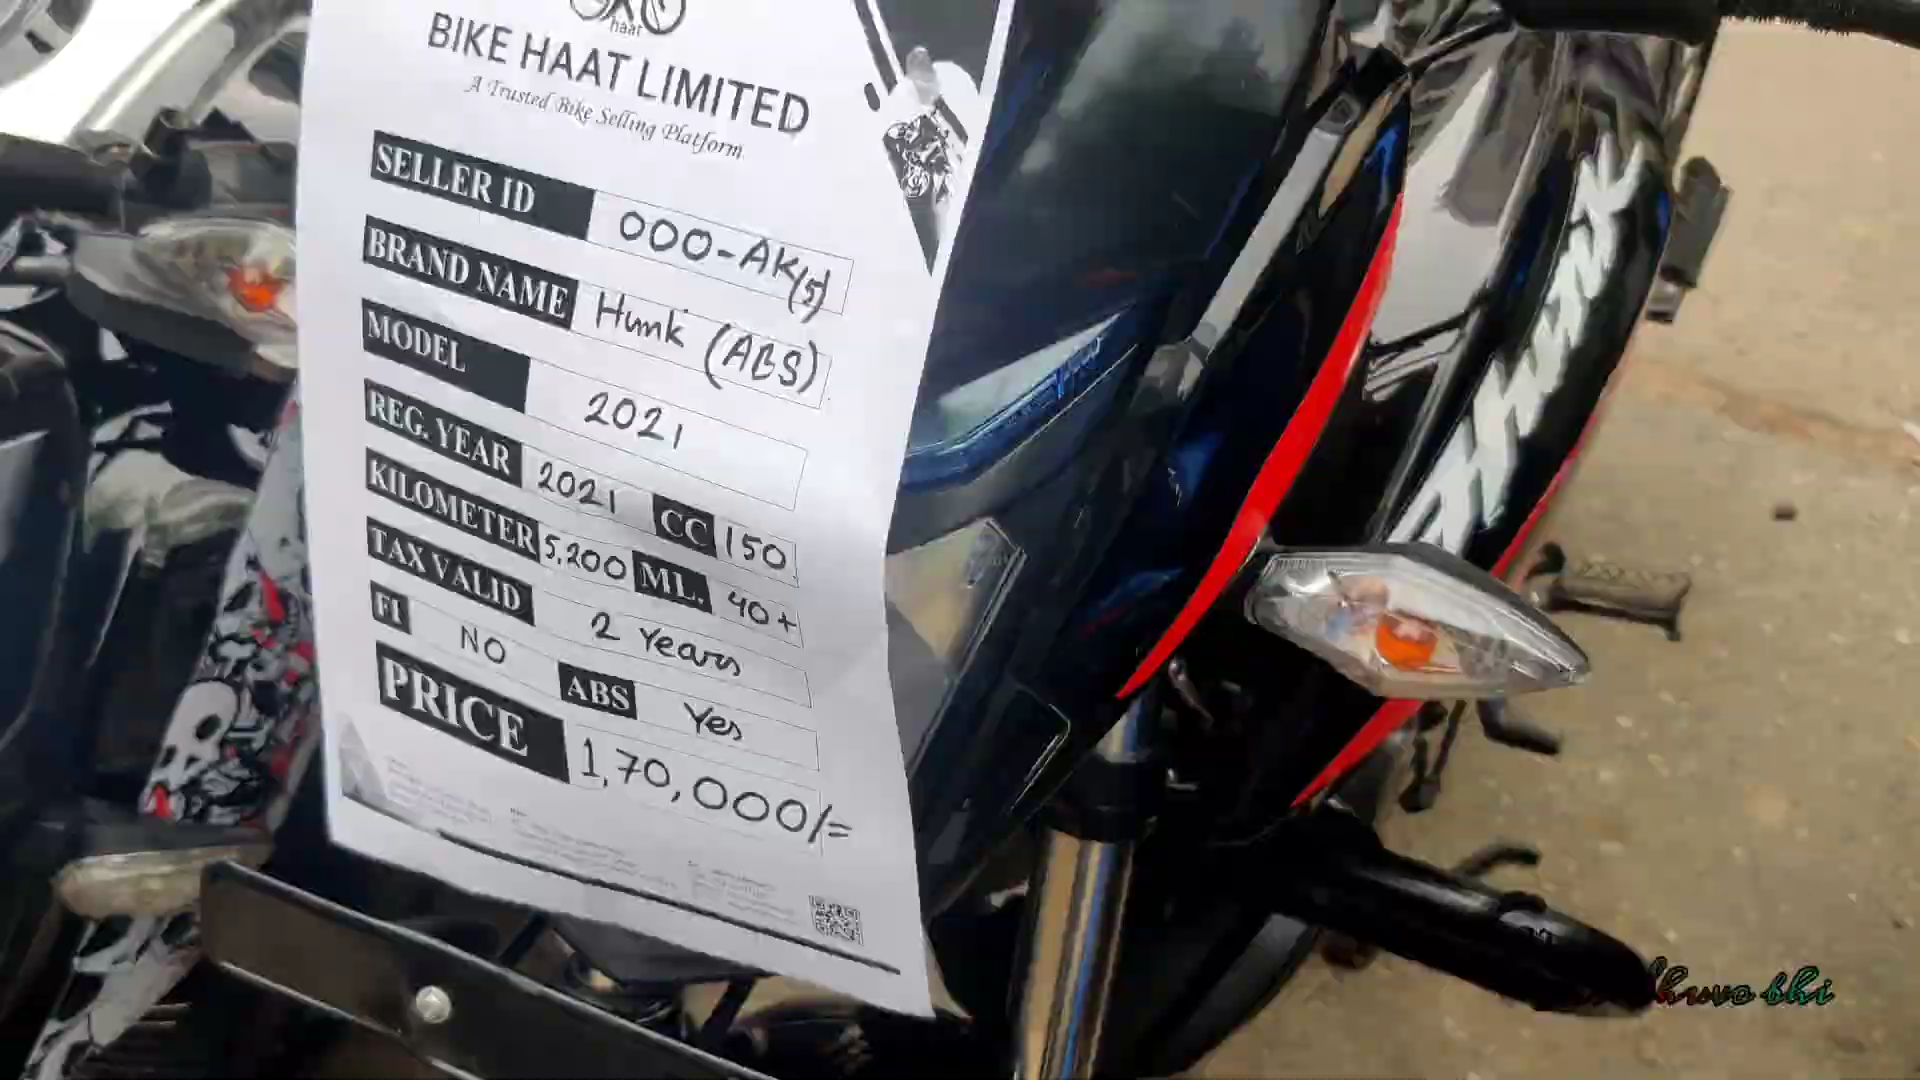 haat
BIKE HAAT LIMITED
A Trusted Bike Selling Platform
SELLER ID 000-AK(5)
BRAND NAME Hunk (ABS)
MODEL 2021
REG. YEAR 2021 CC 150
KILOMETER 5,200 ML. 40+
TAX VALID 2 Years
FI NO ABS Yes
PRICE 1,70,000/=
Hunk